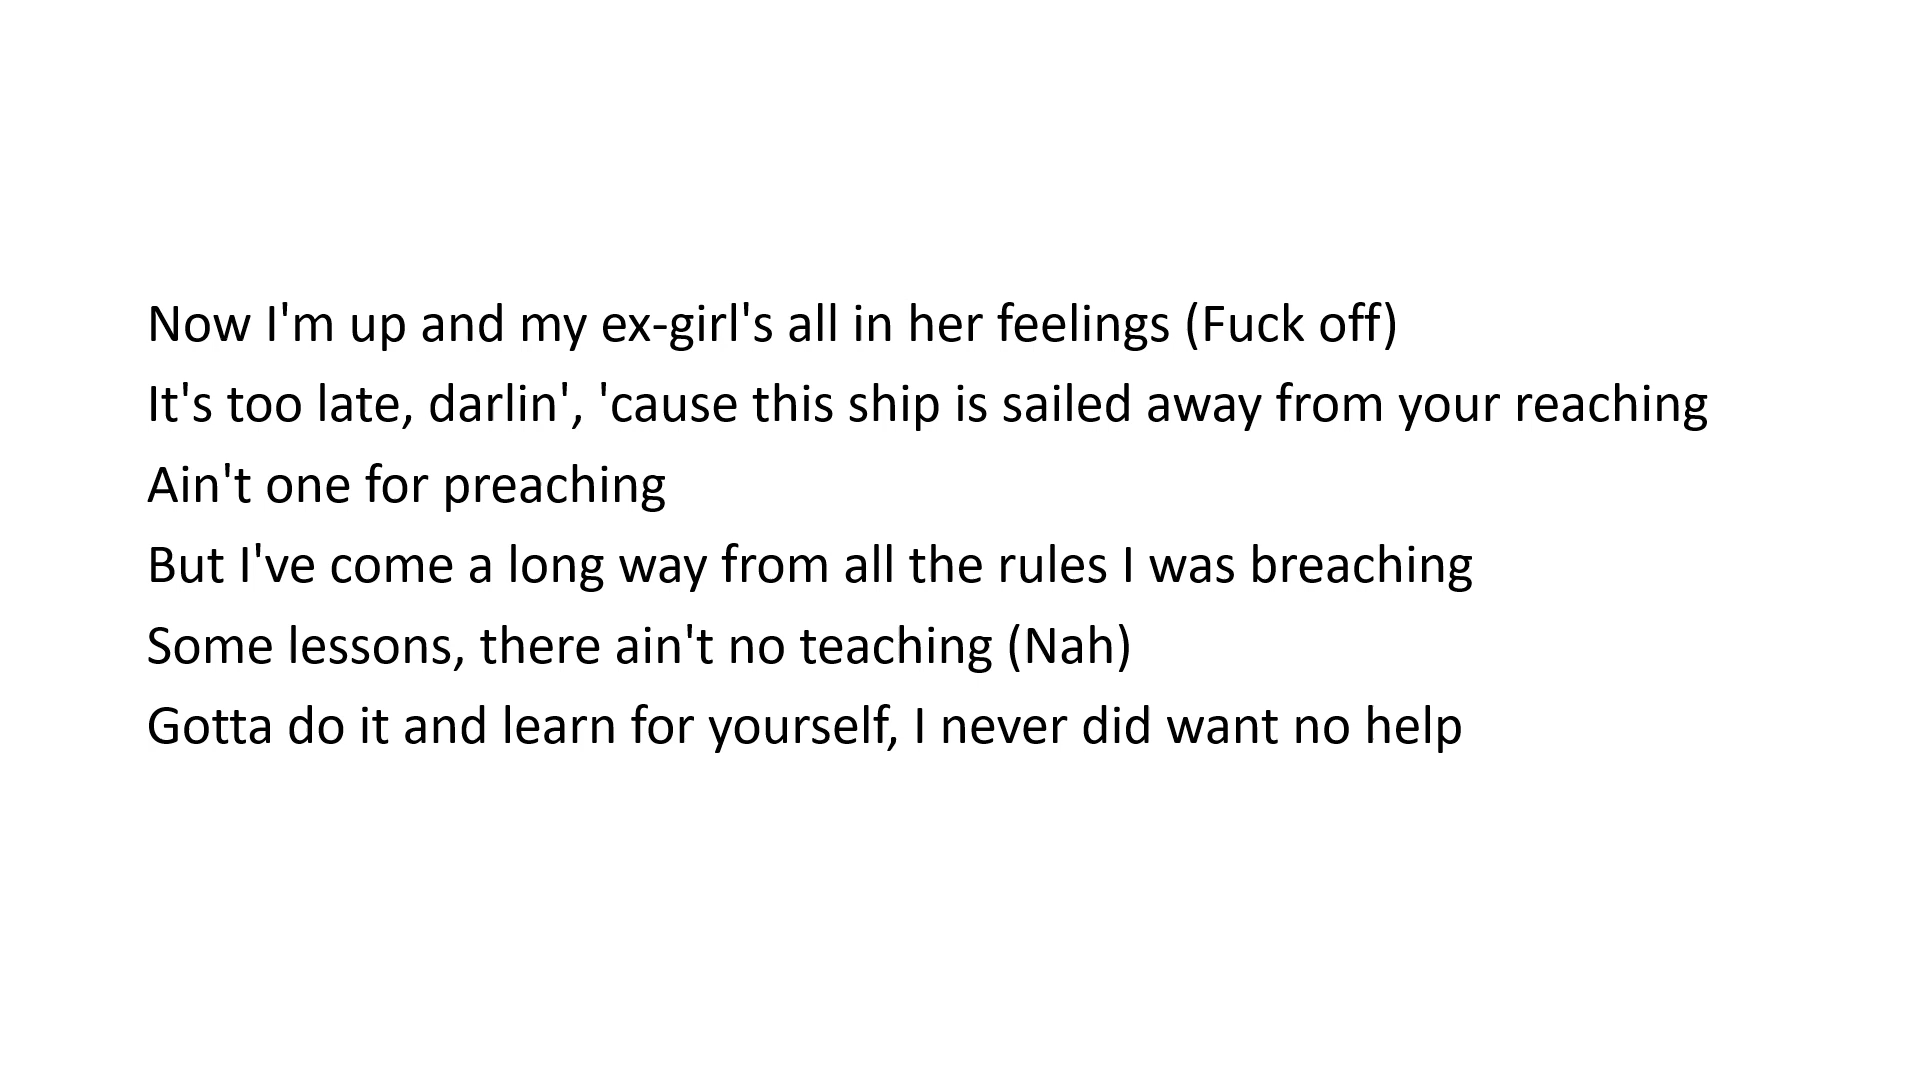 Now I'm up and my ex-girl's all in her feelings (Fuck off)
It's too late, darlin', 'cause this ship is sailed away from your reaching
Ain't one for preaching
But I've come a long way from all the rules I was breaching
Some lessons, there ain't no teaching (Nah)
Gotta do it and learn for yourself, I never did want no help